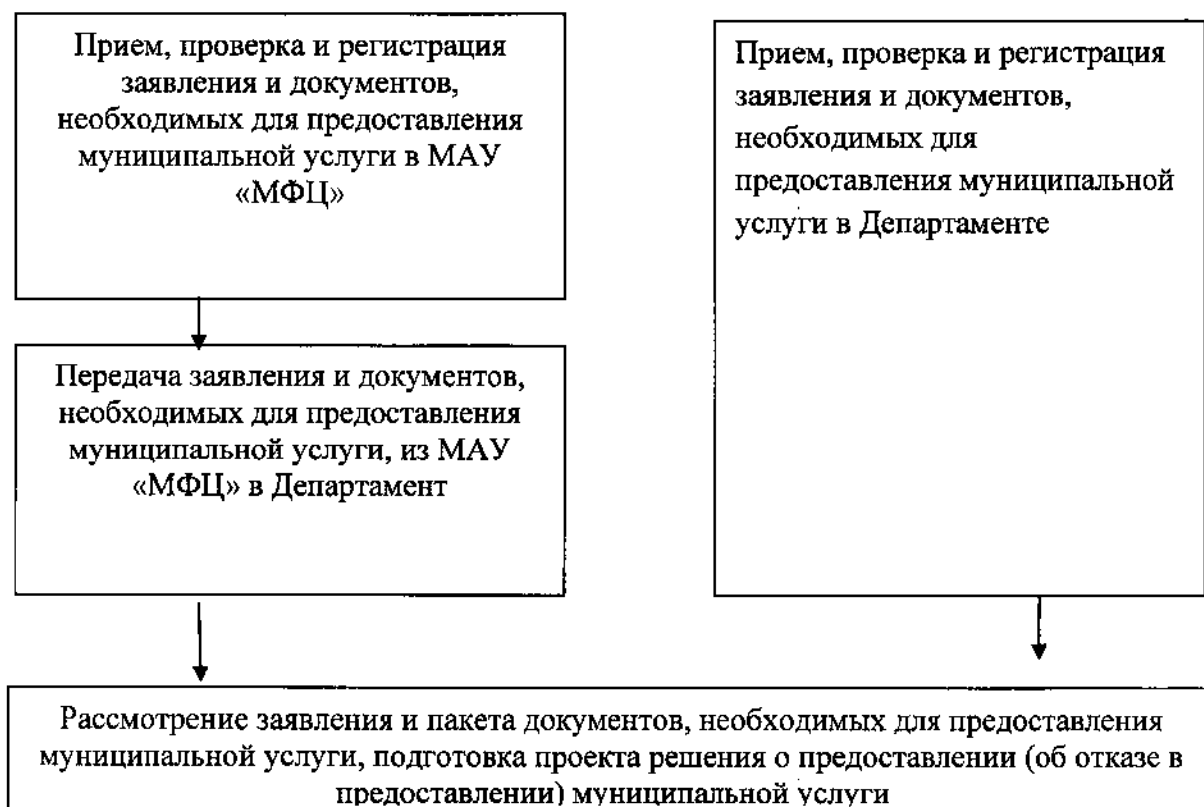 Прием, проверка и регистрация
заявления и документов,
необходимых для предоставления
муниципальной услуги в МАУ
«МФЦ»
Прием, проверка и регистрация
заявления и документов,
необходимых для
предоставления муниципальной
услуги в Департаменте
Передача заявления и документов,
необходимых для предоставления
муниципальной услуги, из МАУ
«МФЦ» в Департамент
Рассмотрение заявления и пакета документов, необходимых для предоставления
муниципальной услуги, подготовка проекта решения о предоставлении (об отказе в
предоставлении) муниципальной услуги